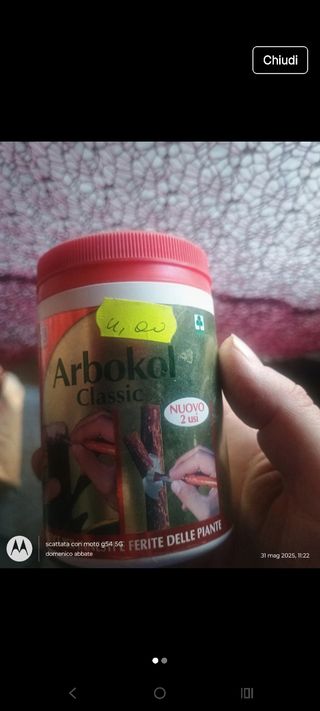 Chiudi
4,00
Arbokol
Classic
NUOVO
2 usi
E FERITE DELLE PIANTE
scattata con moto g54 5G
domenico abbate
31 mag 2025, 11:22